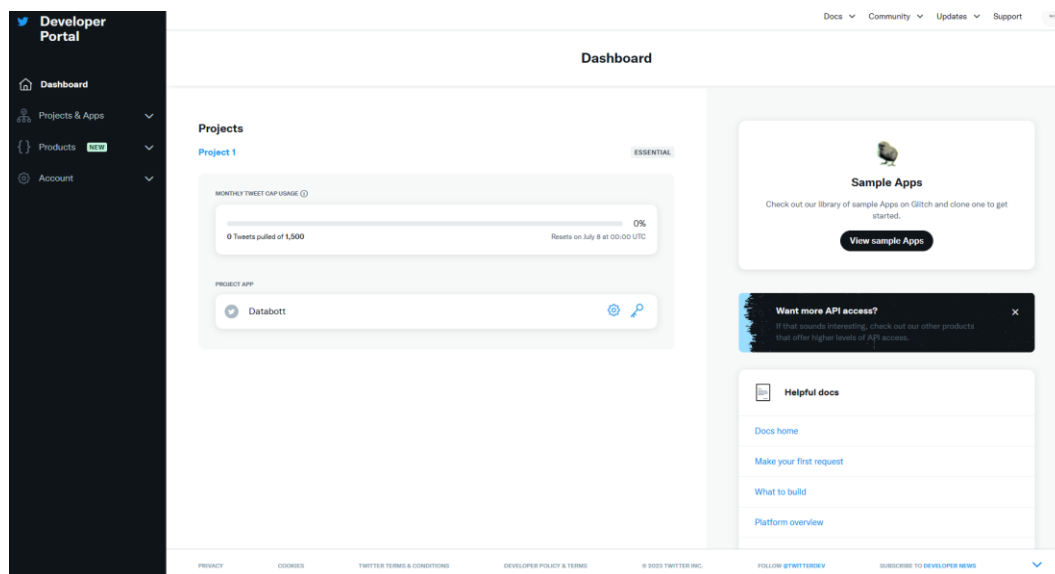 Developer
Portal
Docs Community Updates Support
Dashboard
Dashboard
Projects & Apps
Products NEW
Account
Projects
Project 1 ESSENTIAL
MONTHLY TWEET CAP USAGE
0%
0 Tweets pulled of 1,500 Resets on July 8 at 00:00 UTC
PROJECT APP
Databott
Sample Apps
Check out our library of sample Apps on Glitch and clone one to get
started.
View sample Apps
Want more API access?
If that sounds interesting, check out our other products
that offer higher levels of API access.
Helpful docs
Docs home
Make your first request
What to build
Platform overview
PRIVACY COOKIES TWITTER TERMS & CONDITIONS DEVELOPER POLICY & TERMS © 2023 TWITTER INC. FOLLOW @TWITTERDEV SUBSCRIBE TO DEVELOPER NEWS